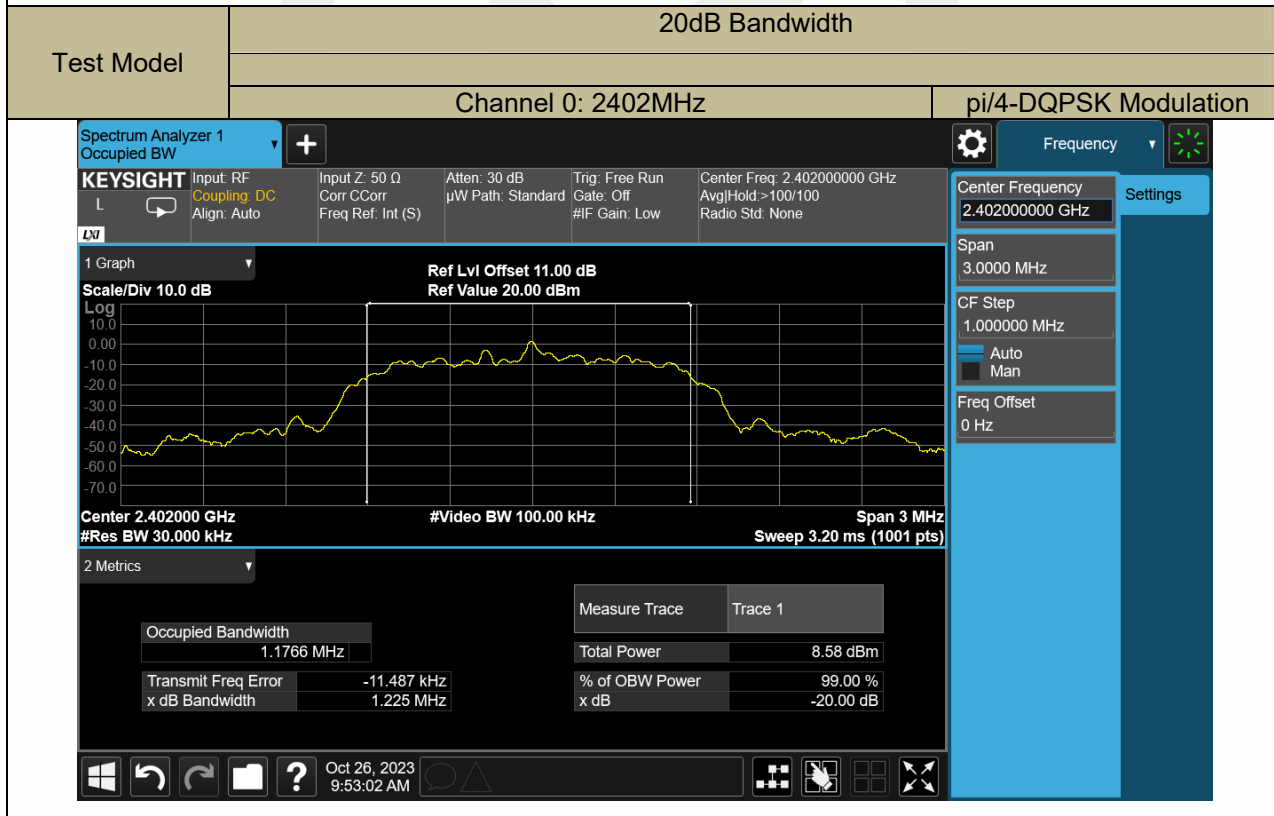 20dB Bandwidth
Test Model
Channel 0: 2402MHz
pi/4-DQPSK Modulation
Spectrum Analyzer 1
Occupied BW
+
Frequency
KEYSIGHT
L
LXI
Input: RF
Coupling: DC
Align: Auto
Input Z: 50 Ω
Corr CCorr
Freq Ref: Int (S)
Atten: 30 dB
µW Path: Standard
Trig: Free Run
Gate: Off
#IF Gain: Low
Center Freq: 2.402000000 GHz
Avg|Hold:>100/100
Radio Std: None
Center Frequency
2.402000000 GHz
Settings
Span
3.0000 MHz
CF Step
1.000000 MHz
Auto
Man
Freq Offset
0 Hz
1 Graph
Scale/Div 10.0 dB
Ref Lvl Offset 11.00 dB
Ref Value 20.00 dBm
Log
10.0
0.00
-10.0
-20.0
-30.0
-40.0
-50.0
-60.0
-70.0
Center 2.402000 GHz
#Res BW 30.000 kHz
#Video BW 100.00 kHz
Span 3 MHz
Sweep 3.20 ms (1001 pts)
2 Metrics
Measure Trace
Trace 1
Occupied Bandwidth
1.1766 MHz
Total Power
8.58 dBm
Transmit Freq Error
-11.487 kHz
% of OBW Power
99.00 %
x dB Bandwidth
1.225 MHz
x dB
-20.00 dB
?
Oct 26, 2023
9:53:02 AM